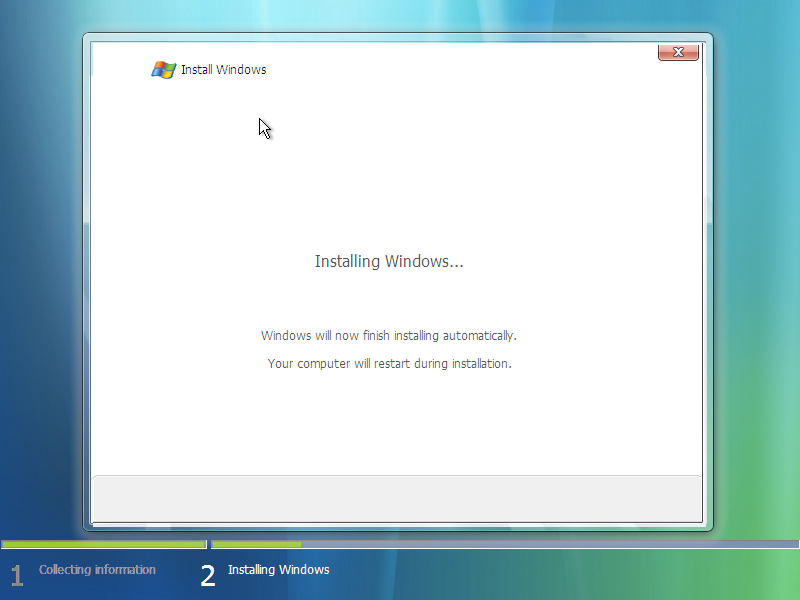 Install Windows
Installing Windows...
Windows will now finish installing automatically.
Your computer will restart during installation.
1 Collecting information
2 Installing Windows